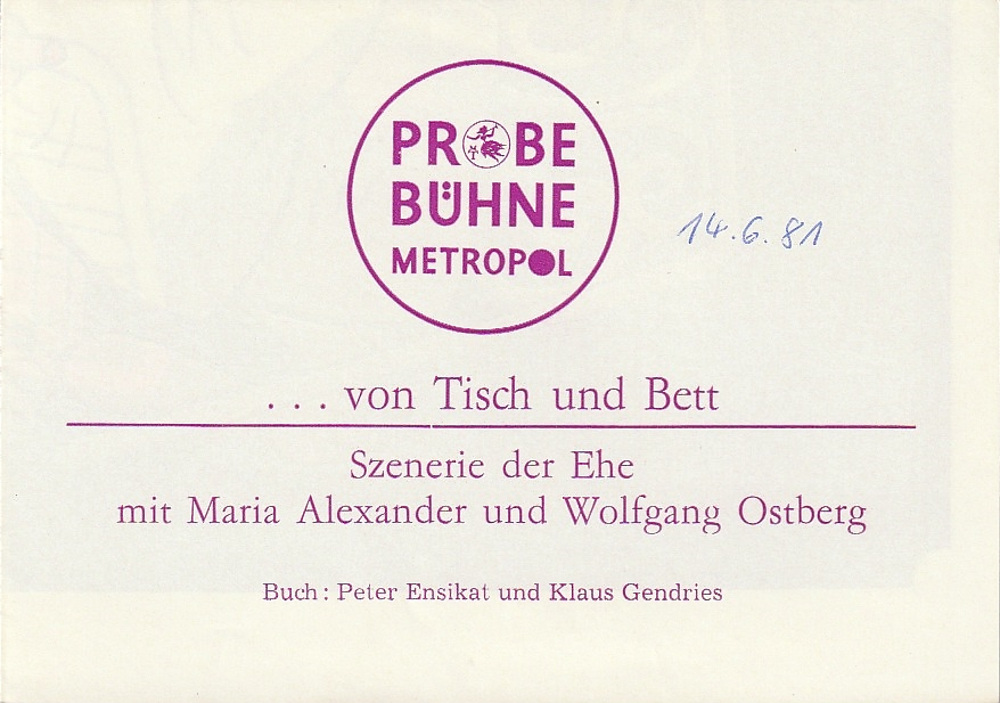 PROBE
BÜHNE
METROPOL
14.6.81
. . . von Tisch und Bett
Szenerie der Ehe
mit Maria Alexander und Wolfgang Ostberg
Buch: Peter Ensikat und Klaus Gendries